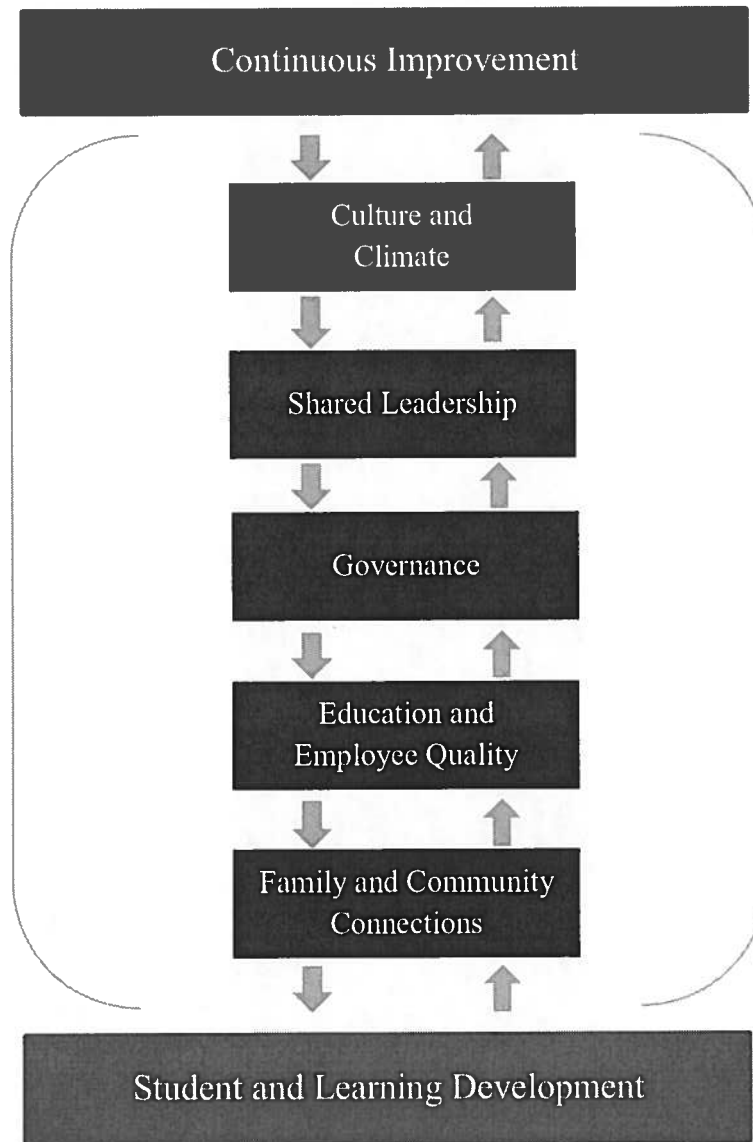 Continuous Improvement
Culture and
Climate
Shared Leadership
Governance
Education and
Employee Quality
Family and Community
Connections
Student and Learning Development